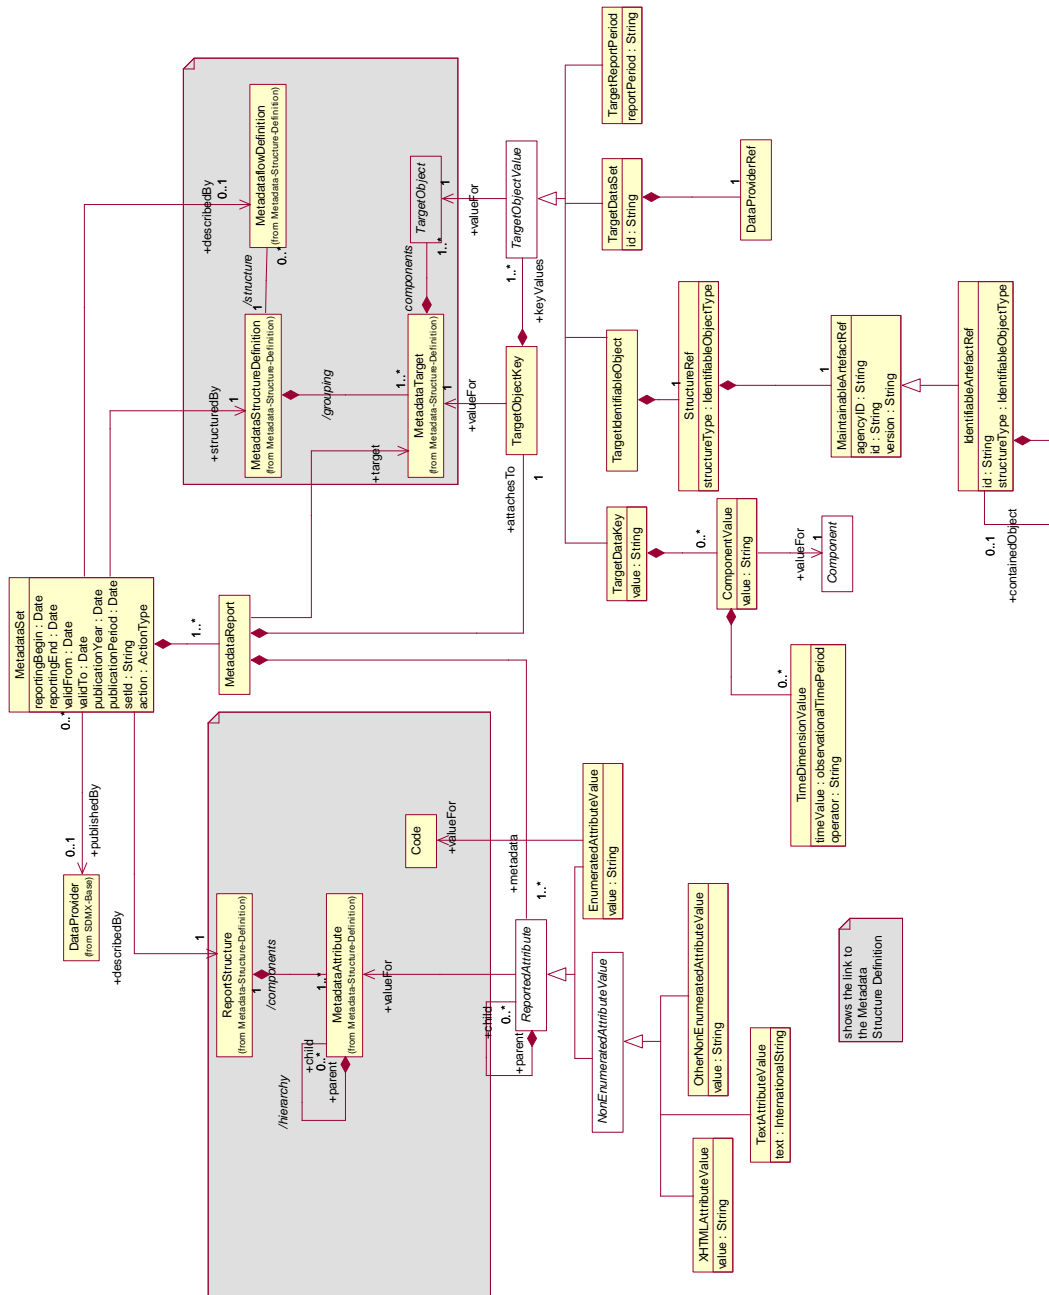 MetadataSet
reportingBegin : Date
reportingEnd : Date
validFrom : Date
validTo : Date
publicationYear : Date
publicationPeriod : Date
setId : String
action : ActionType
0..*
0..1
+publishedBy
DataProvider
(from SDMX-Base)
+describedBy
1
+structuredBy
1
+describedBy
0..1
MetadataflowDefinition
(from Metadata-Structure-Definition)
0..*
/structure
1
MetadataStructureDefinition
(from Metadata-Structure-Definition)
/grouping
1..*
MetadataTarget
(from Metadata-Structure-Definition)
components
1..*
TargetObject
1
+valueFor
1
+valueFor
+target
1..*
MetadataReport
+attachesTo
1
TargetObjectKey
+keyValues
1..*
TargetObjectValue
TargetReportPeriod
reportPeriod : String
TargetDataSet
id : String
1
DataProviderRef
TargetIdentifiableObject
1
StructureRef
structureType : IdentifiableObjectType
1
MaintainableArtefactRef
agencyID : String
id : String
version : String
IdentifiableArtefactRef
id : String
structureType : IdentifiableObjectType
0..1
+containedObject
TargetDataKey
value : String
0..*
ComponentValue
value : String
+valueFor
1
Component
0..*
TimeDimensionValue
timeValue : observationalTimePeriod
operator : String
ReportStructure
(from Metadata-Structure-Definition)
1
/components
1..*
MetadataAttribute
(from Metadata-Structure-Definition)
+child
0..*
+parent
/hierarchy
+valueFor
Code
+valueFor
+metadata
1..*
ReportedAttribute
+child
0..*
+parent
EnumeratedAttributeValue
value : String
NonEnumeratedAttributeValue
OtherNonEnumeratedAttributeValue
value : String
TextAttributeValue
text : InternationalString
XHTMLAttributeValue
value : String
shows the link to
the Metadata
Structure Definition